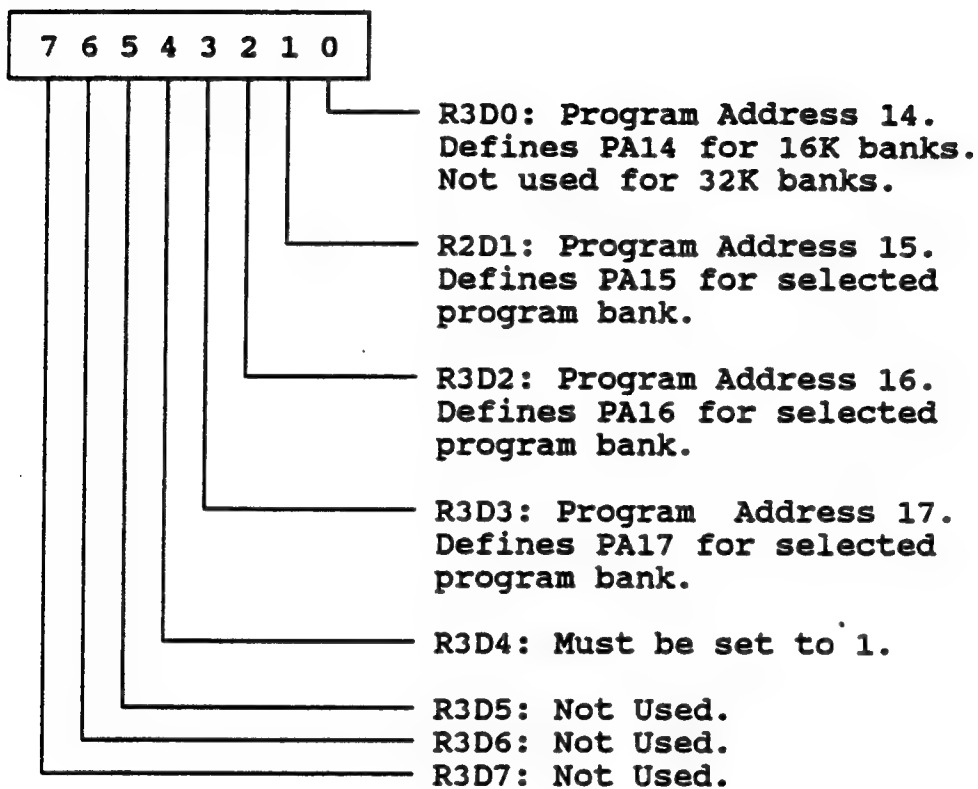 7 6 5 4 3 2 1 0
R3D0: Program Address 14.
Defines PA14 for 16K banks.
Not used for 32K banks.
R2D1: Program Address 15.
Defines PA15 for selected
program bank.
R3D2: Program Address 16.
Defines PA16 for selected
program bank.
R3D3: Program Address 17.
Defines PA17 for selected
program bank.
R3D4: Must be set to 1.
R3D5: Not Used.
R3D6: Not Used.
R3D7: Not Used.